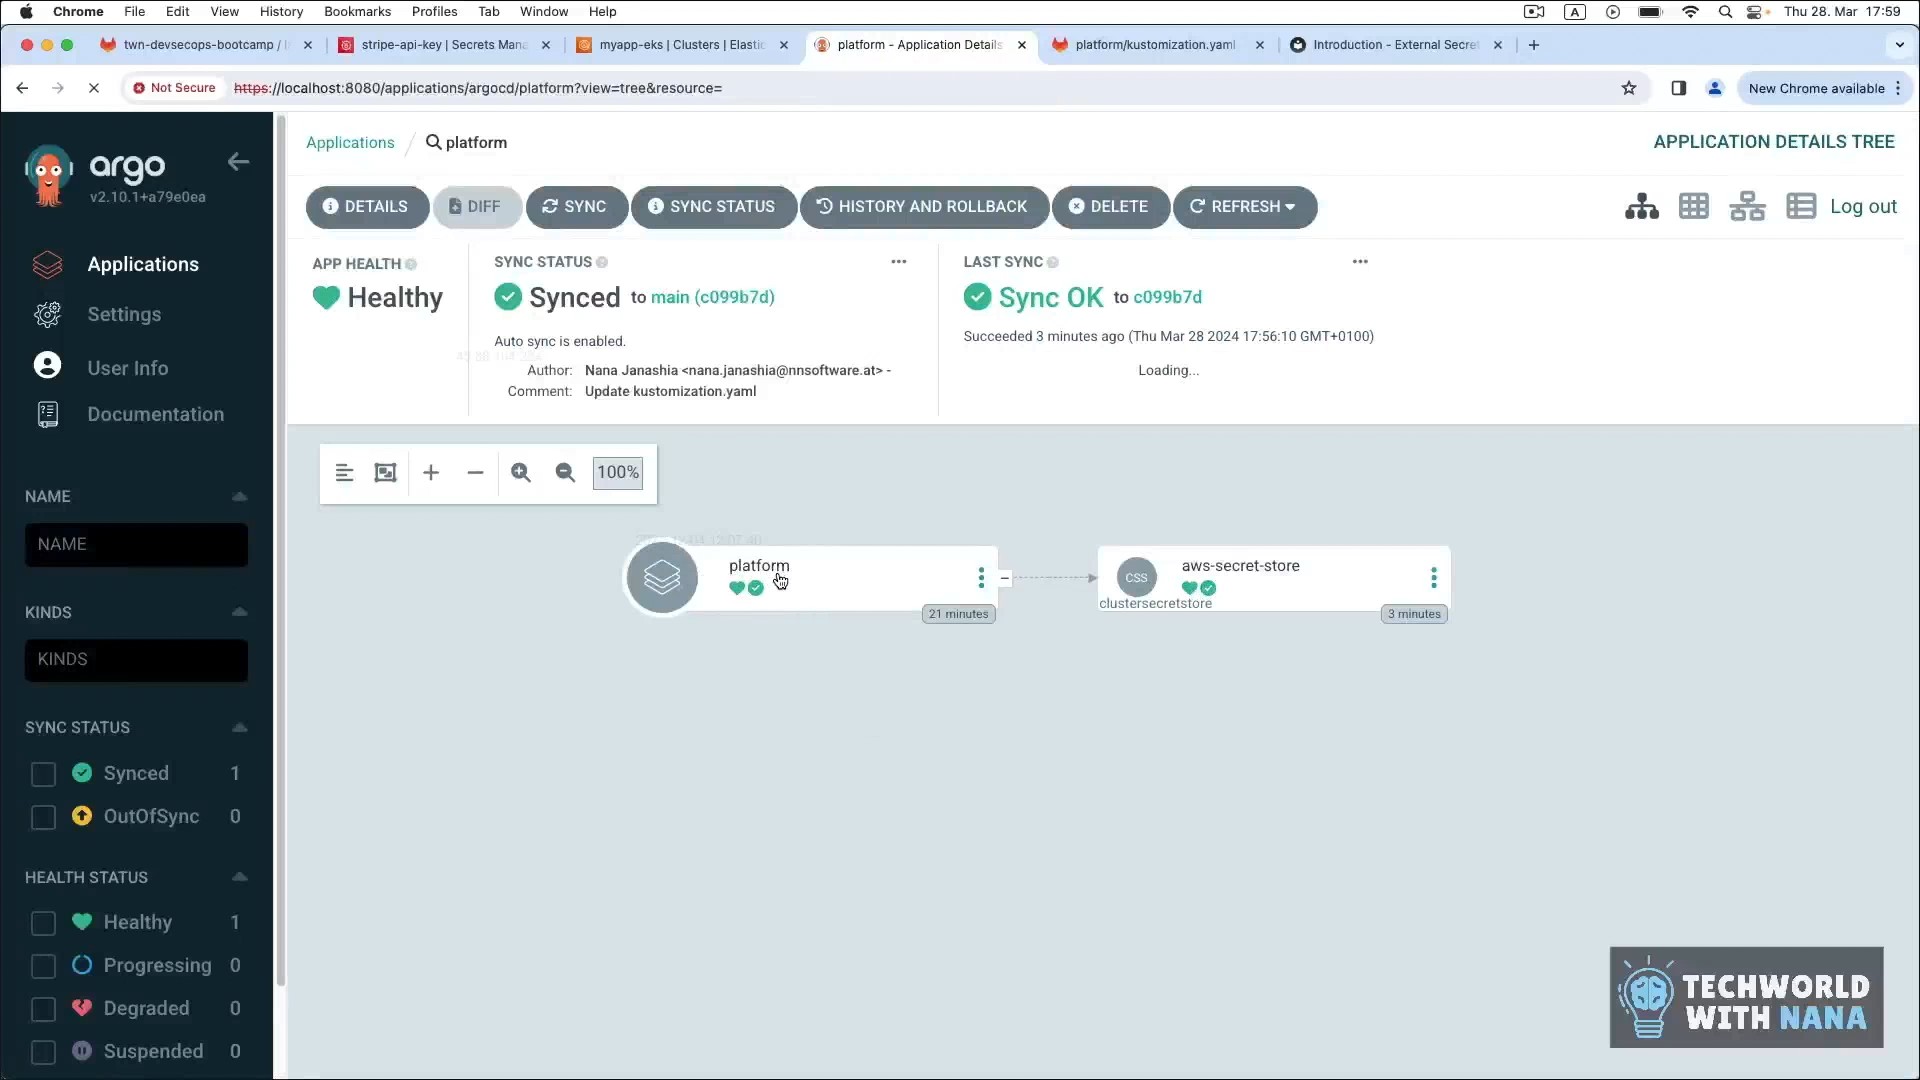 Chrome File Edit View History Bookmarks Profiles Tab Window Help A Thu 28. Mar 17:59
twn-devsecops-bootcamp / I stripe-api-key | Secrets Mana myapp-eks | Clusters | Elastic platform - Application Details platform/kustomization.yaml Introduction - External Secret
Not Secure https://localhost:8080/applications/argocd/platform?view=tree&resource= New Chrome available
argo
v2.10.1+a79e0ea
Applications
Settings
User Info
Documentation
NAME
NAME
KINDS
KINDS
SYNC STATUS
Synced 1
OutOfSync 0
HEALTH STATUS
Healthy 1
Progressing 0
Degraded 0
Suspended 0
Applications / platform APPLICATION DETAILS TREE
DETAILS DIFF SYNC SYNC STATUS HISTORY AND ROLLBACK DELETE REFRESH Log out
APP HEALTH
Healthy
SYNC STATUS
Synced to main (c099b7d)
Auto sync is enabled.
Author: Nana Janashia <nana.janashia@nnsoftware.at> -
Comment: Update kustomization.yaml
LAST SYNC
Sync OK to c099b7d
Succeeded 3 minutes ago (Thu Mar 28 2024 17:56:10 GMT+0100)
Loading...
100%
platform
21 minutes
CSS
clustersecretstore
aws-secret-store
3 minutes
TECHWORLD
WITH NANA